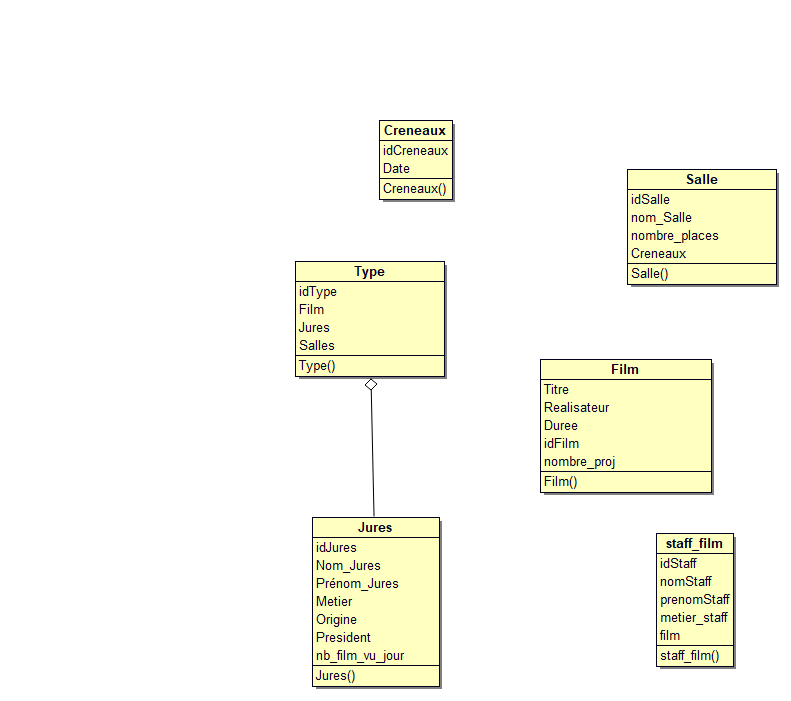 Creneaux
idCreneaux
Date
Creneaux()
Salle
idSalle
nom_Salle
nombre_places
Creneaux
Salle()
Type
idType
Film
Jures
Salles
Type()
Film
Titre
Realisateur
Duree
idFilm
nombre_proj
Film()
Jures
idJures
Nom_Jures
Prénom_Jures
Metier
Origine
President
nb_film_vu_jour
Jures()
staff_film
idStaff
nomStaff
prenomStaff
metier_staff
film
staff_film()